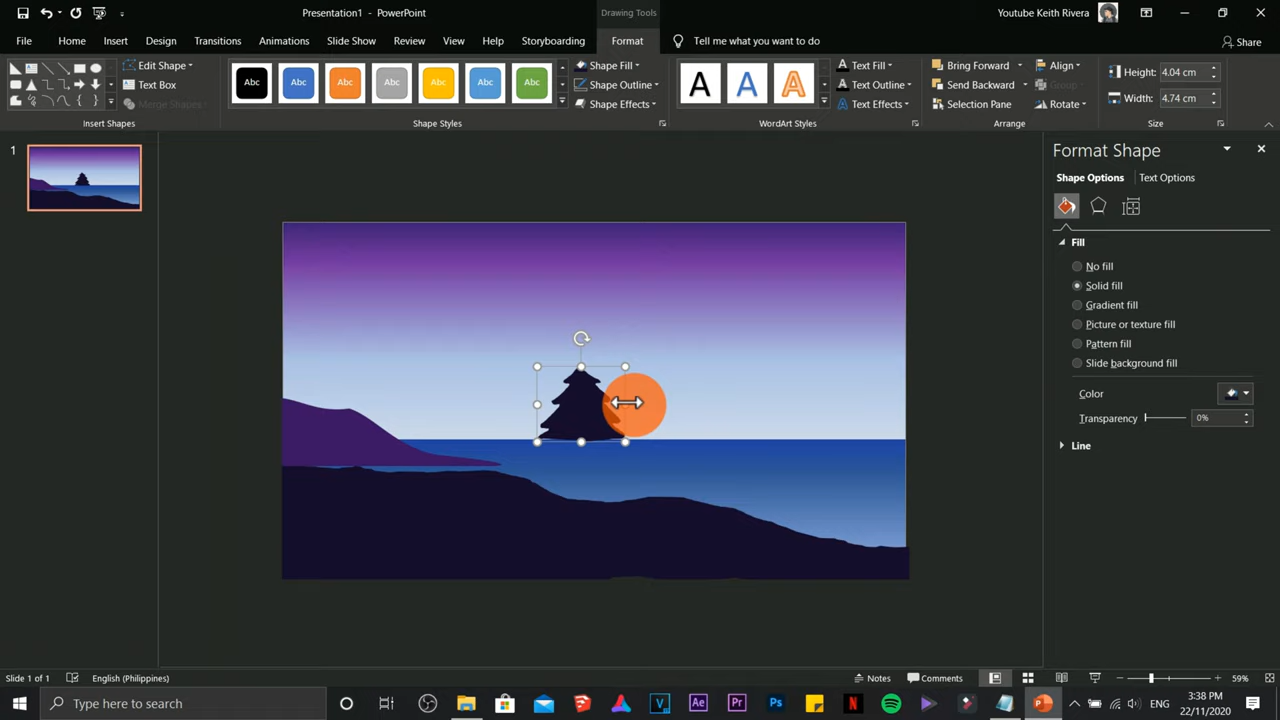 Presentation1 - PowerPoint
Drawing Tools
Youtube Keith Rivera
File Home Insert Design Transitions Animations Slide Show Review View Help Storyboarding Format Tell me what you want to do Share
Edit Shape
Text Box
Merge Shapes
Insert Shapes
Abc Abc Abc Abc Abc Abc Abc
Shape Fill
Shape Outline
Shape Effects
Shape Styles
A A A
Text Fill
Text Outline
Text Effects
WordArt Styles
Bring Forward
Send Backward
Selection Pane
Align
Group
Rotate
Arrange
Height: 4.04 cm
Width: 4.74 cm
Size
1
Format Shape
Shape Options Text Options
Fill
No fill
Solid fill
Gradient fill
Picture or texture fill
Pattern fill
Slide background fill
Color
Transparency 0%
Line
Slide 1 of 1 English (Philippines) Notes Comments 59%
Type here to search
V
Ae Pr Ps N P
ENG
3:38 PM
22/11/2020